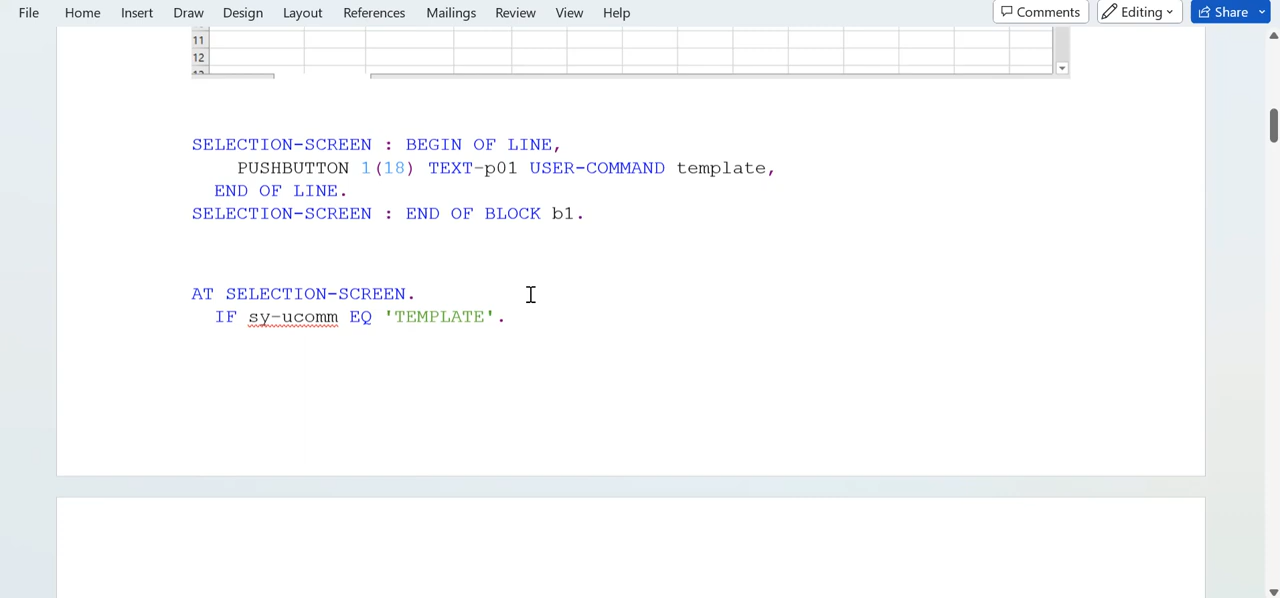 File Home Insert Draw Design Layout References Mailings Review View Help Comments Editing Share
11
12
SELECTION-SCREEN : BEGIN OF LINE,
PUSHBUTTON 1(18) TEXT-p01 USER-COMMAND template,
END OF LINE.
SELECTION-SCREEN : END OF BLOCK b1.
AT SELECTION-SCREEN.
IF sy-ucomm EQ 'TEMPLATE'.